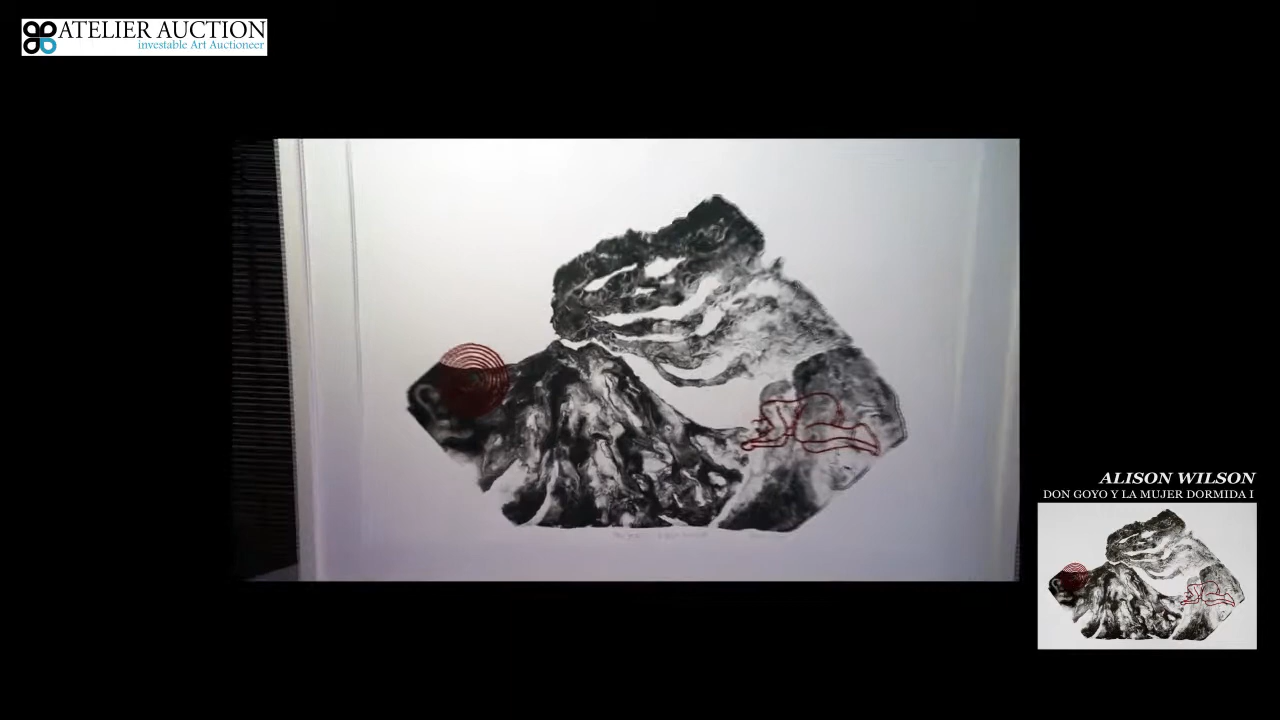 ATELIER AUCTION
investable Art Auctioneer
ALISON WILSON
DON GOYO Y LA MUJER DORMIDA I